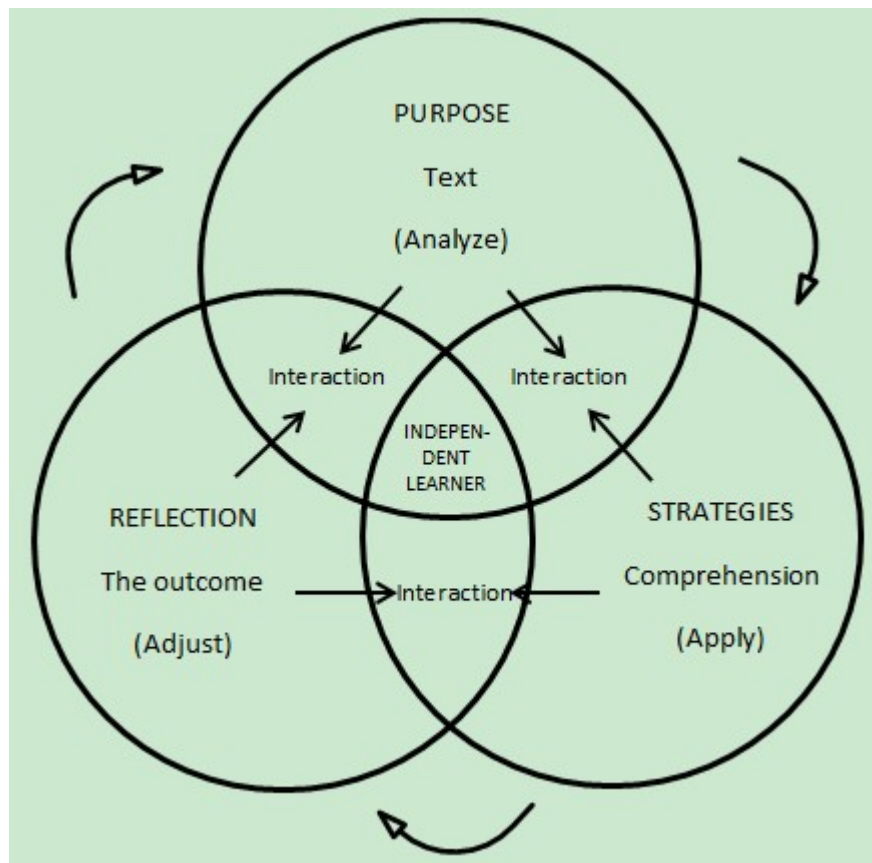 PURPOSE
Text
(Analyze)
Interaction
Interaction
INDEPEN-
DENT
LEARNER
REFLECTION
The outcome
(Adjust)
STRATEGIES
Comprehension
(Apply)
Interaction